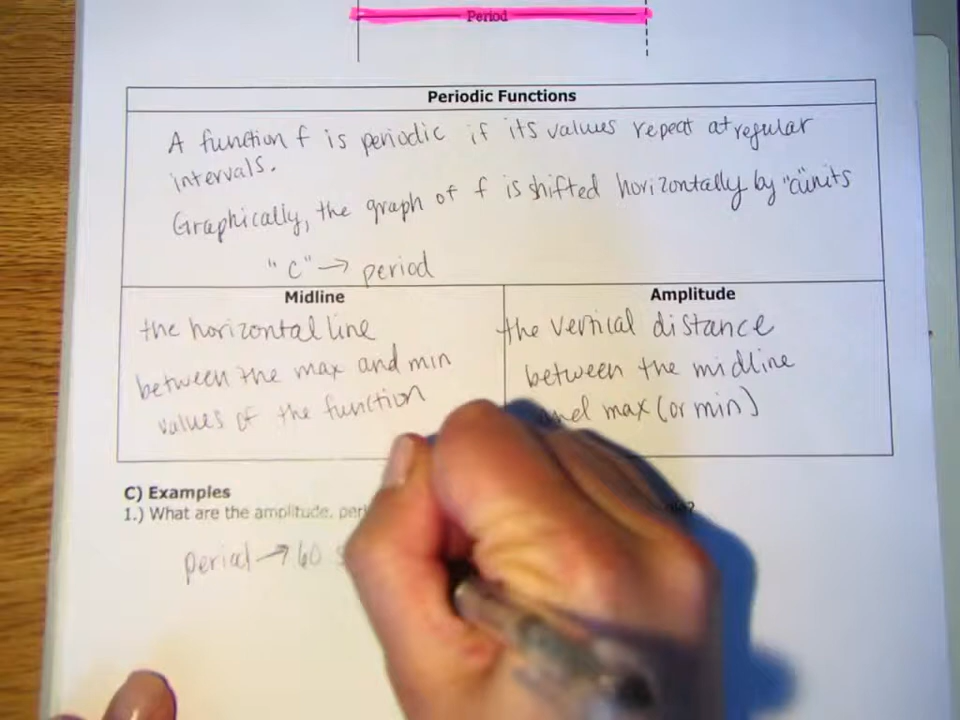 Period
Periodic Functions
A function f is periodic if its values repeat at regular
intervals.
Graphically, the graph of f is shifted horizontally by "c" units
"c" → period
Midline
the horizontal line
between the max and min
values of the function
Amplitude
the vertical distance
between the midline
and max (or min)
C) Examples
1.) What are the amplitude,
period → 60